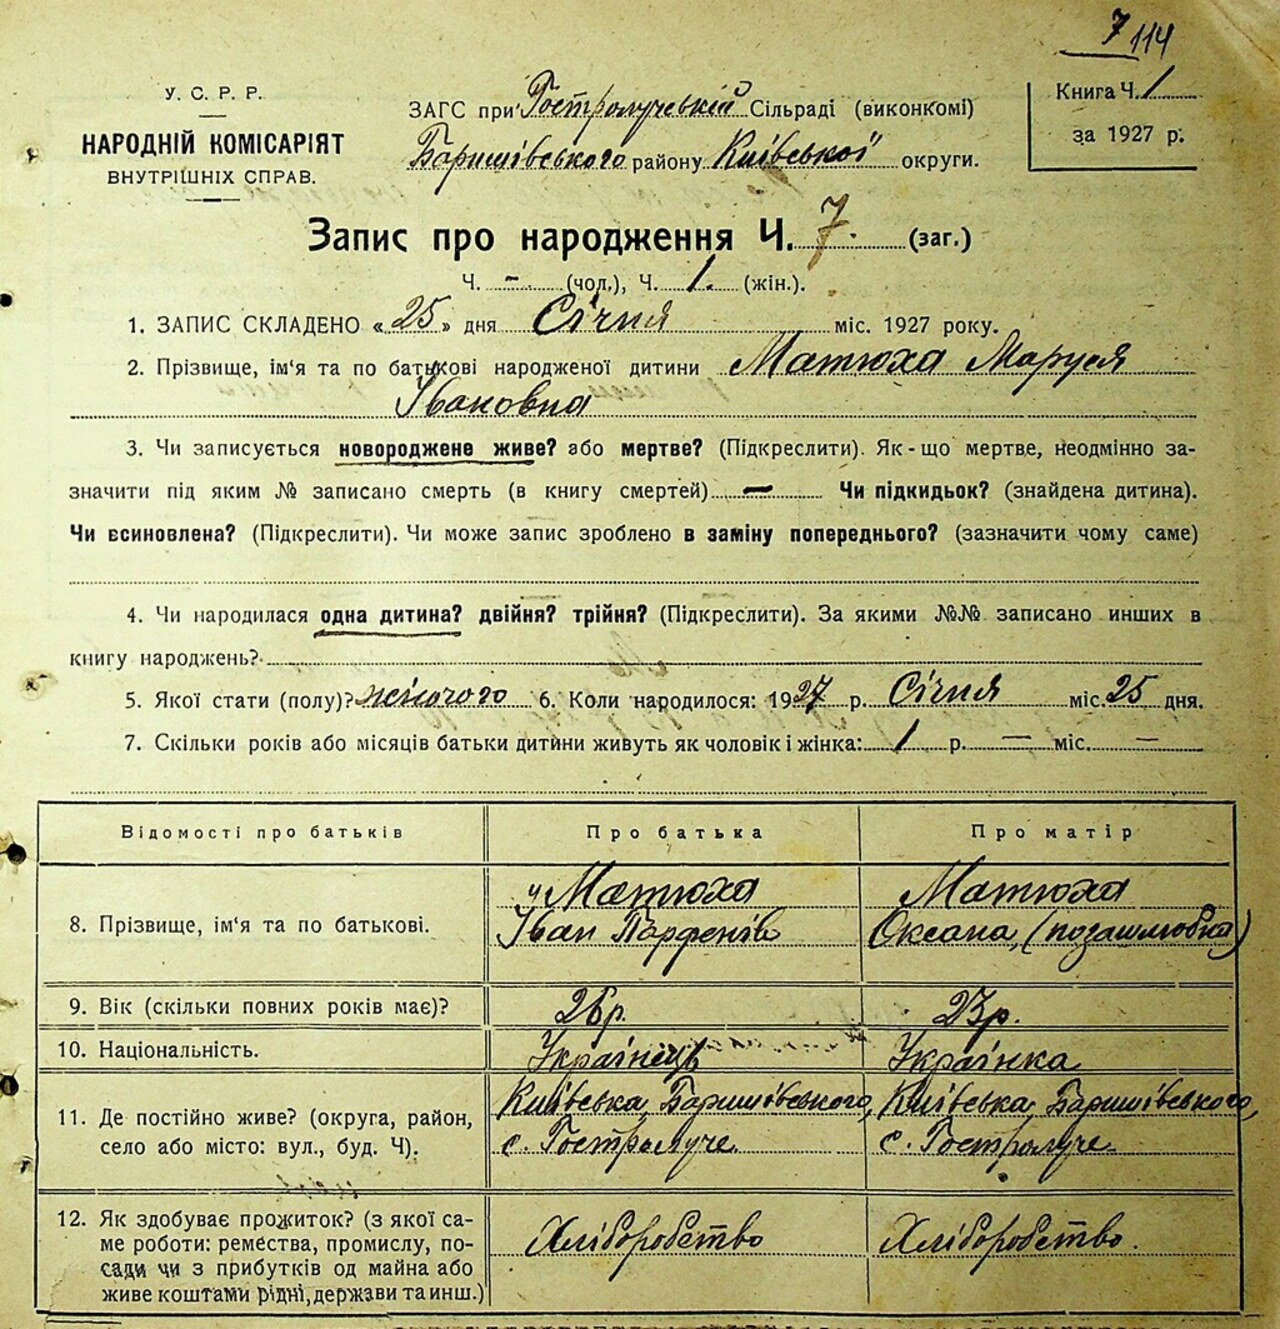 7 114
У. С. Р. Р.
НАРОДНІЙ КОМІСАРІЯТ
ВНУТРІШНІХ СПРАВ.
ЗАГС при Гостролучській Сільраді (виконкомі)
Баришівського району Київської округи.
Книга Ч. 1
за 1927 р.
Запис про народження Ч. 7. (заг.)
Ч. - (чол.), Ч. 1. (жін.).
1. ЗАПИС СКЛАДЕНО «25» дня Січня міс. 1927 року.
2. Прізвище, ім‘я та по батькові народженої дитини Матюха Маруся
Івановна
3. Чи записується новороджене живе? або мертве? (Підкреслити). Як-що мертве, неодмінно за-
значити під яким № записано смерть (в книгу смертей) — Чи підкидьок? (знайдена дитина).
Чи всиновлена? (Підкреслити). Чи може запис зроблено в заміну попереднього? (зазначити чому саме)
4. Чи народилася одна дитина? двійня? трійня? (Підкреслити). За якими №№ записано инших в
книгу народжень?
5. Якої стати (полу)? жіночого 6. Коли народилося: 1927 р. Січня міс. 25 дня.
7. Скільки років або місяців батьки дитини живуть як чоловік і жінка: 1 р. — міс. —
Відомості про батьків Про батька Про матір
8. Прізвище, ім‘я та по батькові. Матюха Іван Парфенів Матюха Оксана, (позашлюбна)
9. Вік (скільки повних років має)? 26 р. 23 р.
10. Національність. Українець Українка
11. Де постійно живе? (округа, район, Київська, Баришівського, Київська, Баришівського,
село або місто: вул., буд. Ч). с. Гостролуче с. Гостролуче
12. Як здобуває прожиток? (з якої са- Хліборобство Хліборобство.
ме роботи: ремества, промислу, по-
сади чи з прибутків од майна або
живе коштами рідні, держави та инш.)